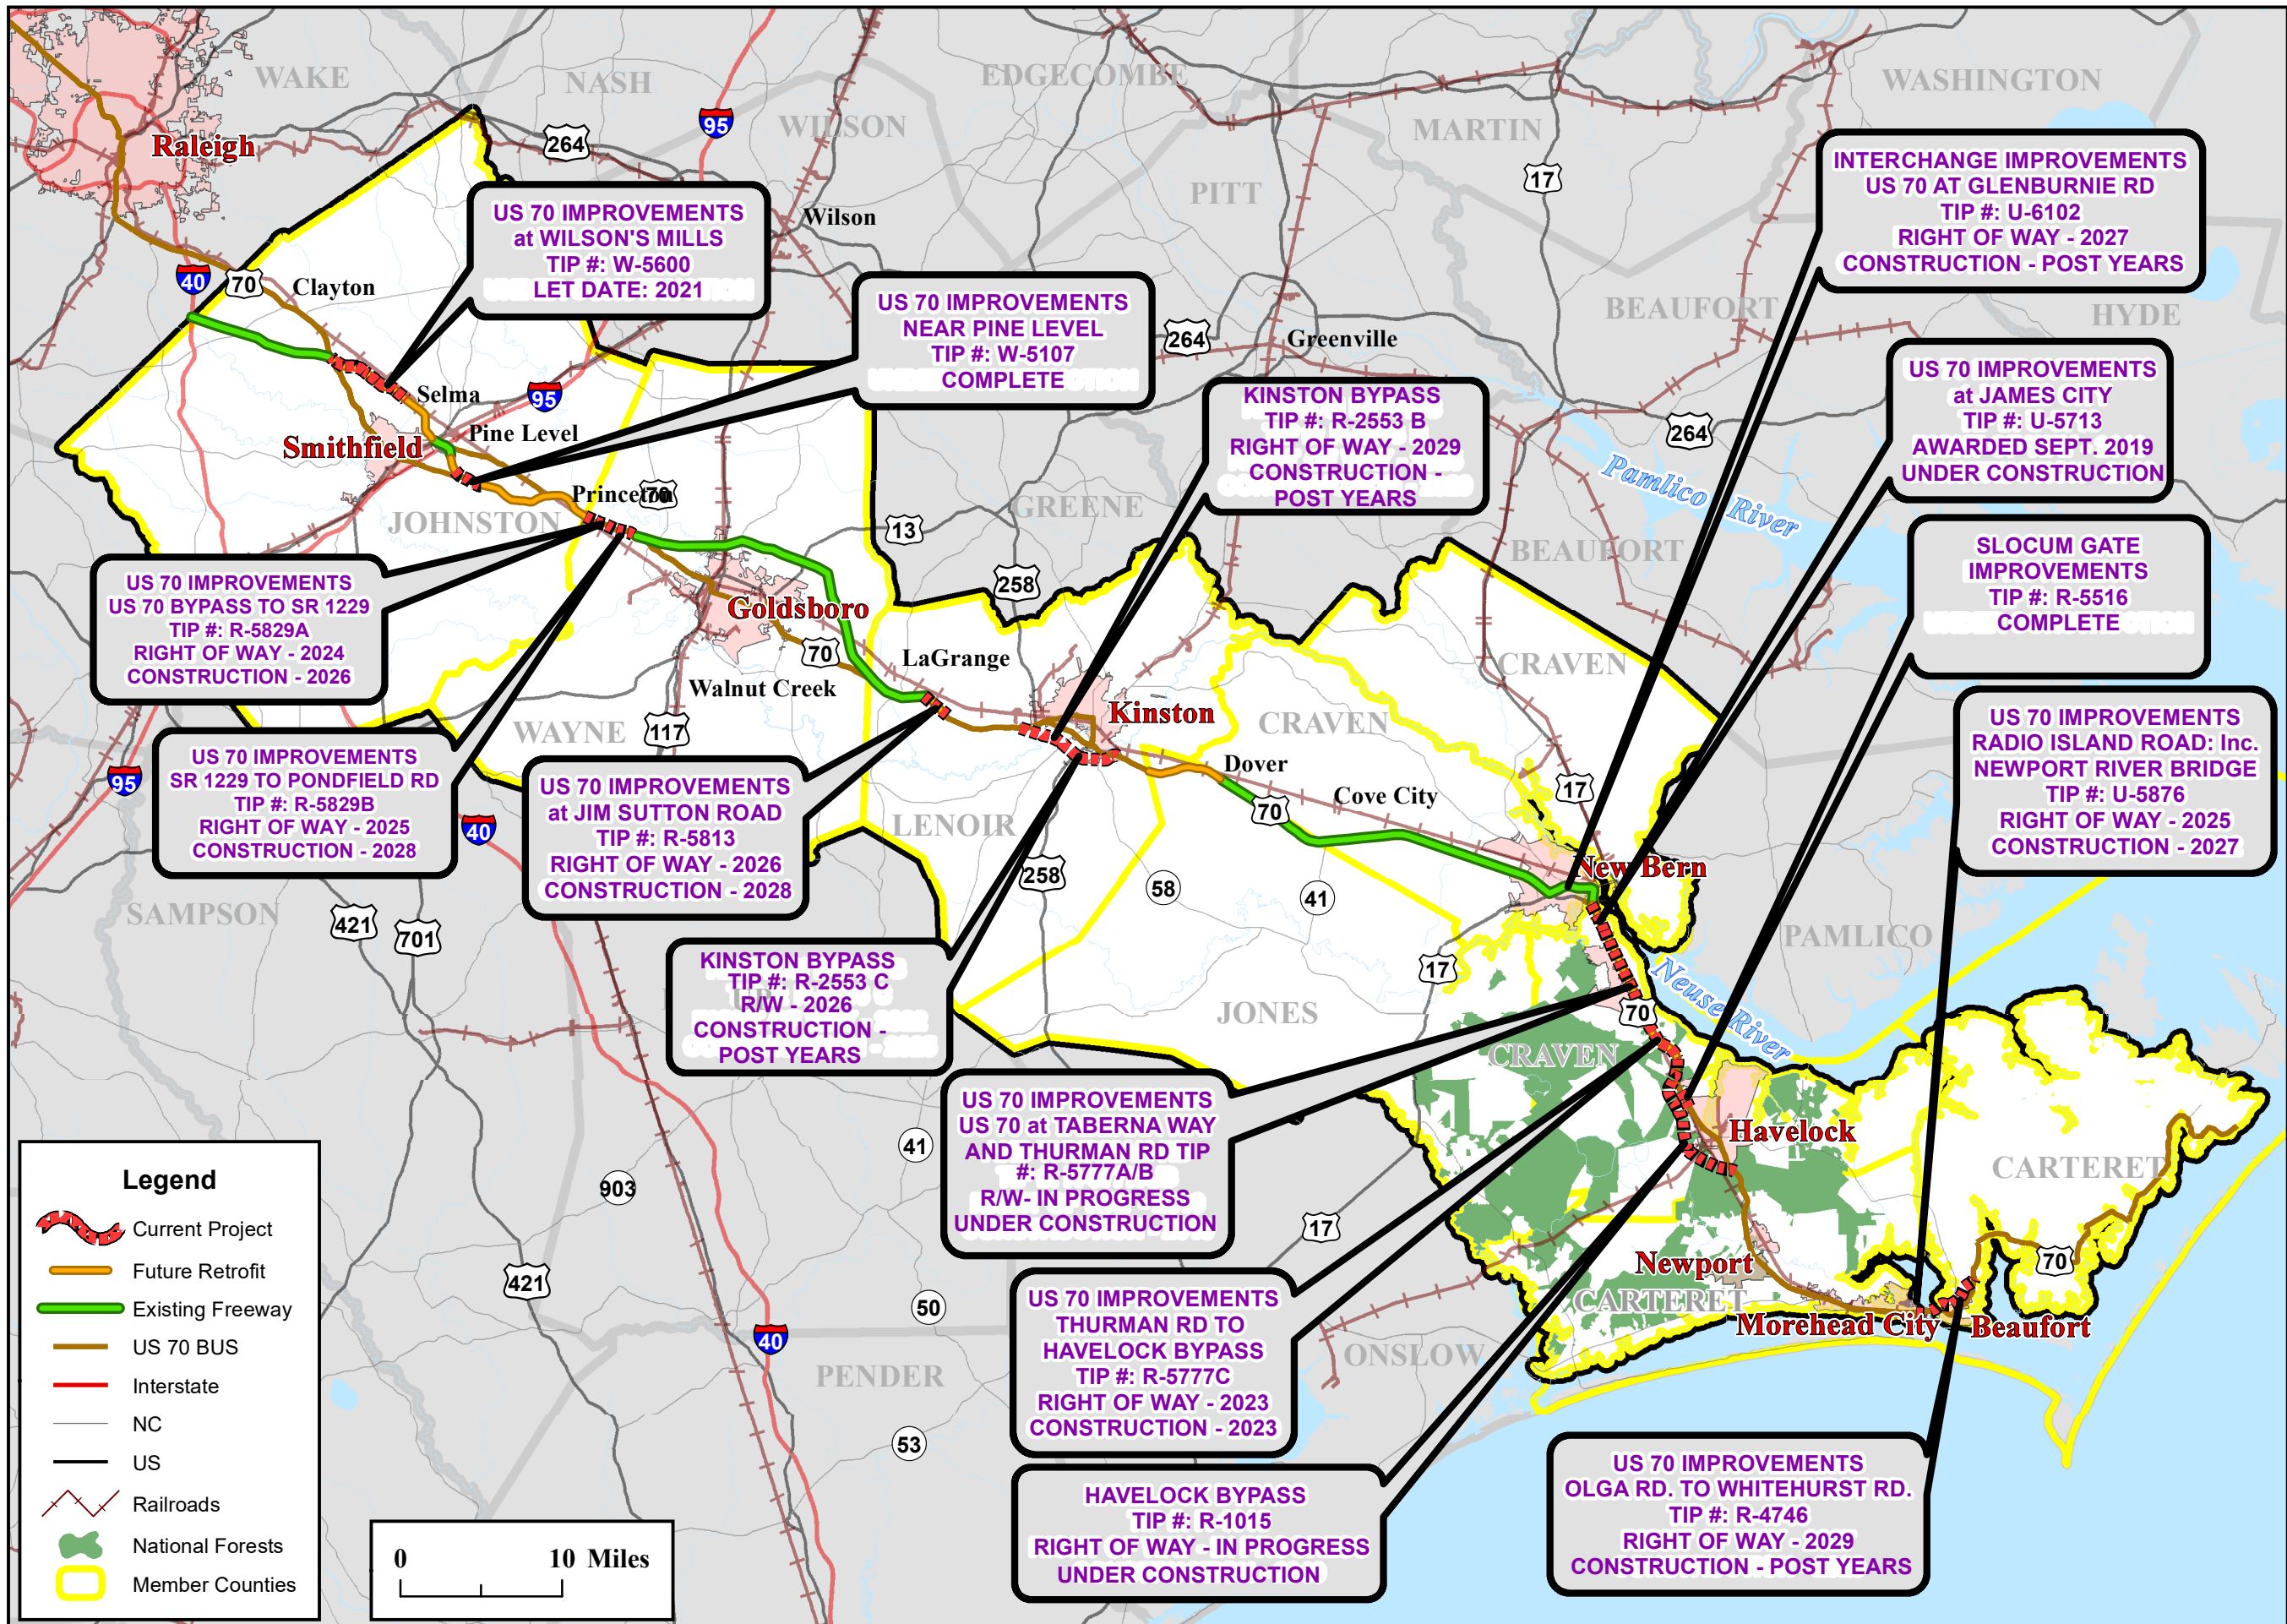 WAKE
NASH
EDGECOMBE
WASHINGTON
95
WILSON
MARTIN
264
Raleigh
PITT
17
INTERCHANGE IMPROVEMENTS
US 70 AT GLENBURNIE RD
TIP #: U-6102
RIGHT OF WAY - 2027
CONSTRUCTION - POST YEARS
US 70 IMPROVEMENTS
at WILSON'S MILLS
TIP #: W-5600
LET DATE: 2021
Wilson
40
70
Clayton
US 70 IMPROVEMENTS
NEAR PINE LEVEL
TIP #: W-5107
COMPLETE
264
Greenville
BEAUFORT
HYDE
US 70 IMPROVEMENTS
at JAMES CITY
TIP #: U-5713
AWARDED SEPT. 2019
UNDER CONSTRUCTION
Selma
95
KINSTON BYPASS
TIP #: R-2553 B
RIGHT OF WAY - 2029
CONSTRUCTION -
POST YEARS
264
Smithfield
Pine Level
Pamlico River
Princeton
70
JOHNSTON
GREENE
13
BEAUFORT
SLOCUM GATE
IMPROVEMENTS
TIP #: R-5516
COMPLETE
US 70 IMPROVEMENTS
US 70 BYPASS TO SR 1229
TIP #: R-5829A
RIGHT OF WAY - 2024
CONSTRUCTION - 2026
258
Goldsboro
70
LaGrange
CRAVEN
Walnut Creek
Kinston
CRAVEN
WAYNE
117
US 70 IMPROVEMENTS
RADIO ISLAND ROAD: Inc.
NEWPORT RIVER BRIDGE
TIP #: U-5876
RIGHT OF WAY - 2025
CONSTRUCTION - 2027
US 70 IMPROVEMENTS
SR 1229 TO PONDFIELD RD
TIP #: R-5829B
RIGHT OF WAY - 2025
CONSTRUCTION - 2028
95
40
US 70 IMPROVEMENTS
at JIM SUTTON ROAD
TIP #: R-5813
RIGHT OF WAY - 2026
CONSTRUCTION - 2028
Dover
70
Cove City
17
LENOIR
258
58
41
New Bern
SAMPSON
421
701
PAMLICO
17
Neuse River
KINSTON BYPASS
TIP #: R-2553 C
R/W - 2026
CONSTRUCTION -
POST YEARS
JONES
70
CRAVEN
US 70 IMPROVEMENTS
US 70 at TABERNA WAY
AND THURMAN RD TIP
#: R-5777A/B
R/W- IN PROGRESS
UNDER CONSTRUCTION
41
Havelock
CARTERET
903
17
Newport
70
CARTERET
421
50
Morehead City
Beaufort
US 70 IMPROVEMENTS
THURMAN RD TO
HAVELOCK BYPASS
TIP #: R-5777C
RIGHT OF WAY - 2023
CONSTRUCTION - 2023
40
PENDER
ONSLOW
53
HAVELOCK BYPASS
TIP #: R-1015
RIGHT OF WAY - IN PROGRESS
UNDER CONSTRUCTION
US 70 IMPROVEMENTS
OLGA RD. TO WHITEHURST RD.
TIP #: R-4746
RIGHT OF WAY - 2029
CONSTRUCTION - POST YEARS
Legend
Current Project
Future Retrofit
Existing Freeway
US 70 BUS
Interstate
NC
US
Railroads
National Forests
Member Counties
0 10 Miles